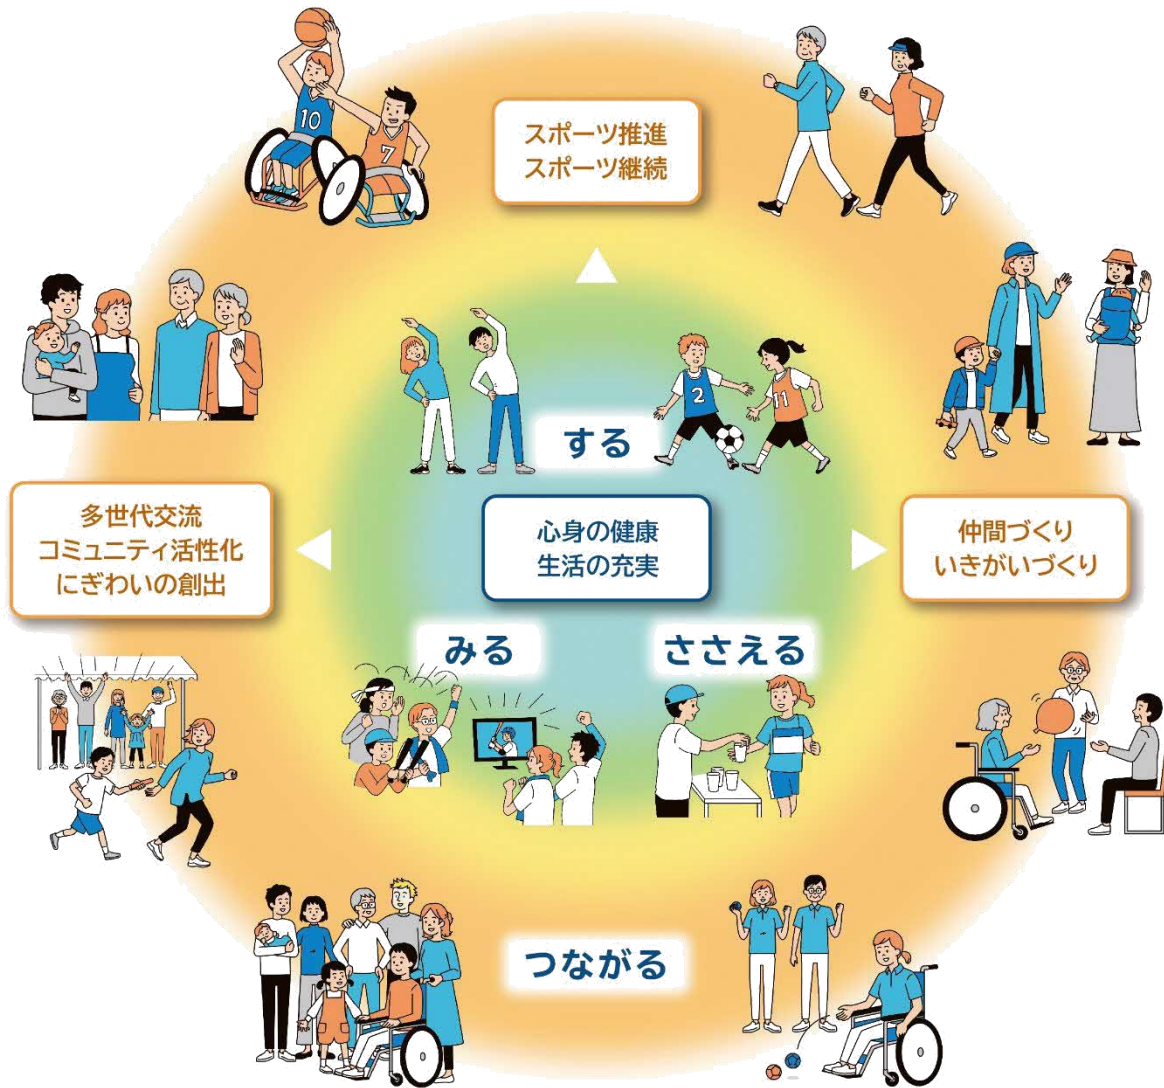 10
7
スポーツ推進
スポーツ継続
2
11
する
多世代交流
コミュニティ活性化
にぎわいの創出
心身の健康
生活の充実
仲間づくり
いきがいづくり
みる
ささえる
つながる